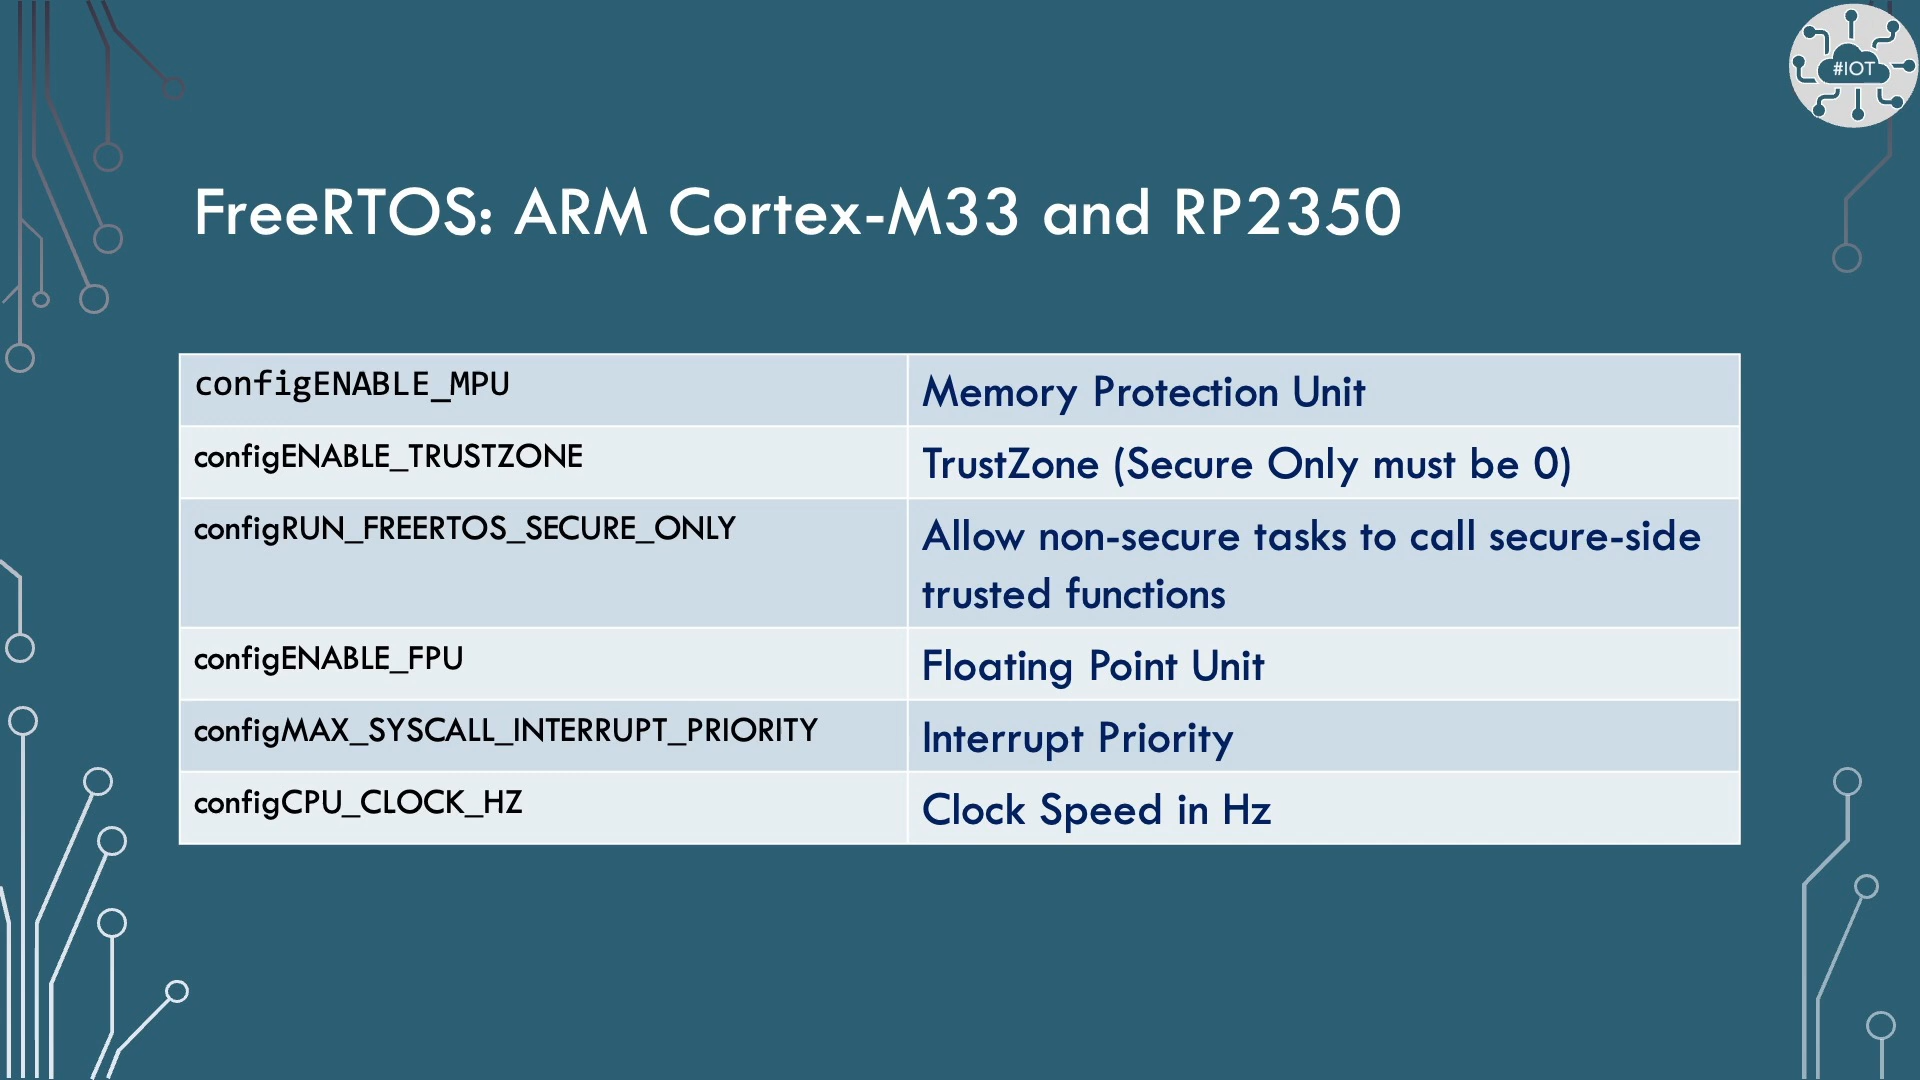 #IOT
FreeRTOS: ARM Cortex-M33 and RP2350
configENABLE_MPU
Memory Protection Unit
configENABLE_TRUSTZONE
TrustZone (Secure Only must be 0)
configRUN_FREERTOS_SECURE_ONLY
Allow non-secure tasks to call secure-side
trusted functions
configENABLE_FPU
Floating Point Unit
configMAX_SYSCALL_INTERRUPT_PRIORITY
Interrupt Priority
configCPU_CLOCK_HZ
Clock Speed in Hz